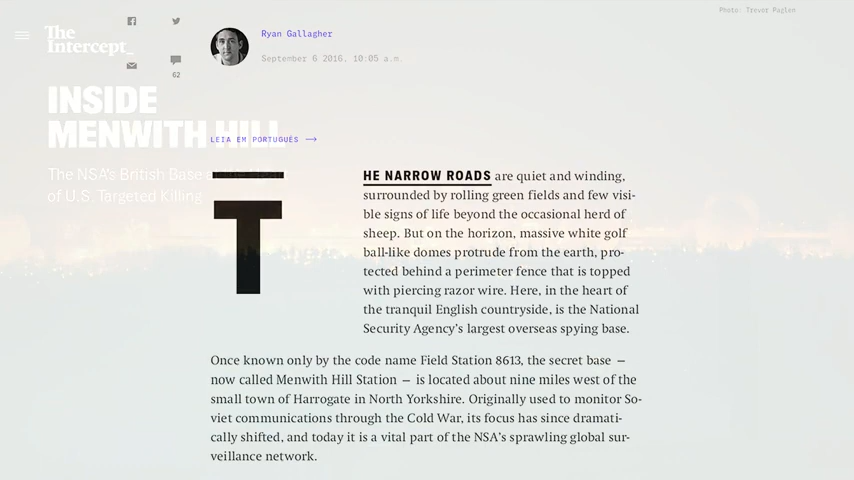 Photo: Trevor Paglen
The
Intercept_
Ryan Gallagher
September 6 2016, 10:05 a.m.
62
INSIDE
MENWITH HILL
LEIA EM PORTUGUÊS ⟶
The NSA's British Base at the Heart
of U.S. Targeted Killing
THE NARROW ROADS are quiet and winding,
surrounded by rolling green fields and few visi-
ble signs of life beyond the occasional herd of
sheep. But on the horizon, massive white golf
ball-like domes protrude from the earth, pro-
tected behind a perimeter fence that is topped
with piercing razor wire. Here, in the heart of
the tranquil English countryside, is the National
Security Agency's largest overseas spying base.
Once known only by the code name Field Station 8613, the secret base –
now called Menwith Hill Station – is located about nine miles west of the
small town of Harrogate in North Yorkshire. Originally used to monitor So-
viet communications through the Cold War, its focus has since dramati-
cally shifted, and today it is a vital part of the NSA's sprawling global sur-
veillance network.